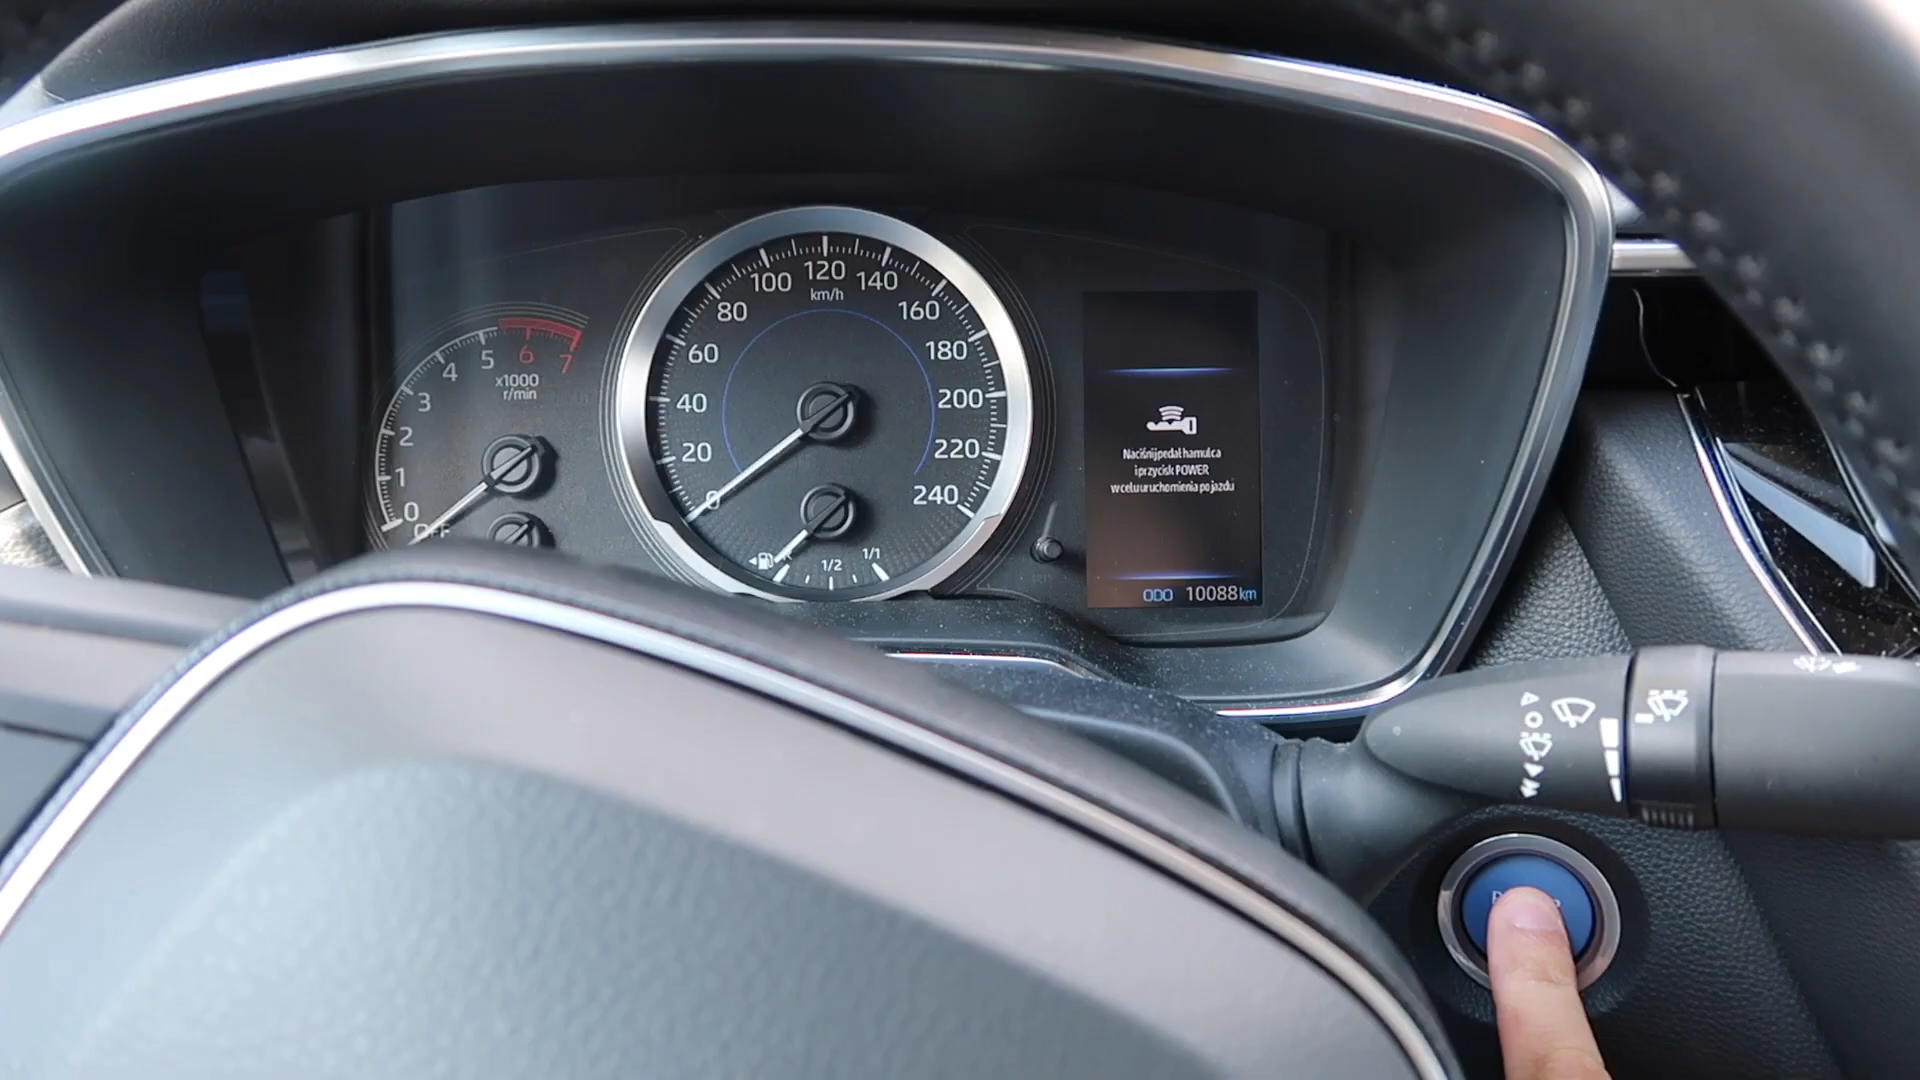 0
1
2
3
4
5
6
7
x1000
r/min
OFF
0
20
40
60
80
100
120
140
160
180
200
220
240
km/h
1/2
1/1
Naciśnij pedał hamulca
i przycisk POWER
w celu uruchomienia pojazdu
ODO 10088 km